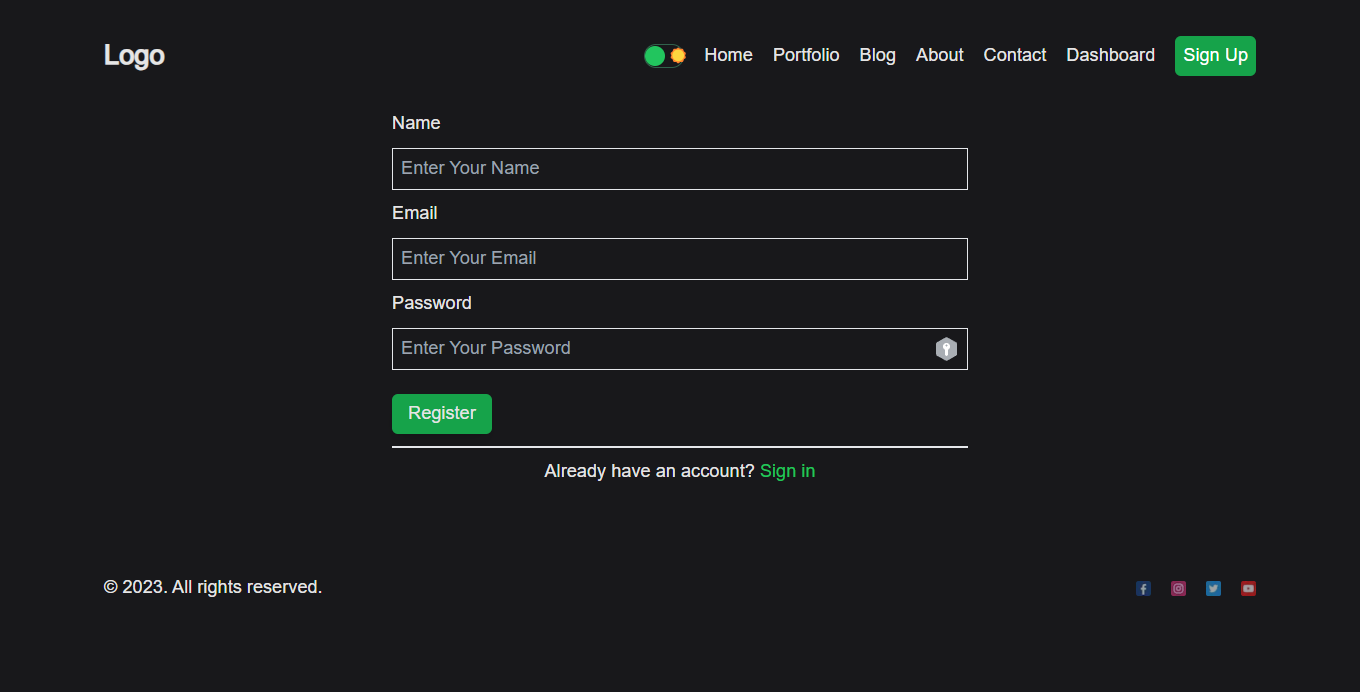 Logo
Home Portfolio Blog About Contact Dashboard Sign Up
Name
Enter Your Name
Email
Enter Your Email
Password
Enter Your Password
Register
Already have an account? Sign in
© 2023. All rights reserved.